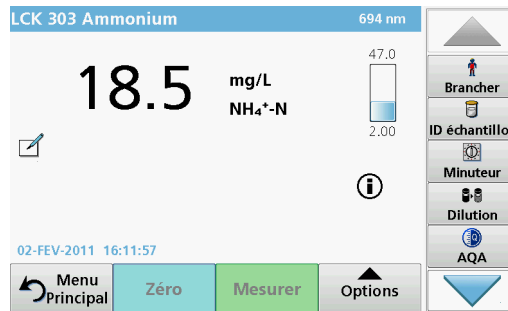 LCK 303 Ammonium 694 nm
47.0
18.5 mg/L
NH₄⁺-N
2.00
02-FEV-2011 16:11:57
Menu
Principal
Zéro
Mesurer
Options
Brancher
ID échantillo
Minuteur
Dilution
AQA